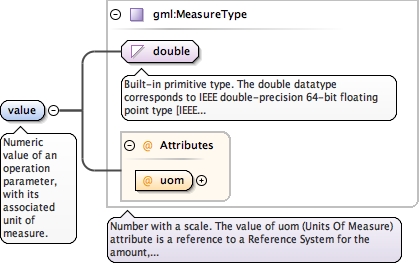 gml:MeasureType
double
Built-in primitive type. The double datatype
corresponds to IEEE double-precision 64-bit floating
point type [IEEE...
value
Numeric
value of an
operation
parameter,
with its
associated
unit of
measure.
@ Attributes
@ uom
Number with a scale. The value of uom (Units Of Measure)
attribute is a reference to a Reference System for the
amount,...